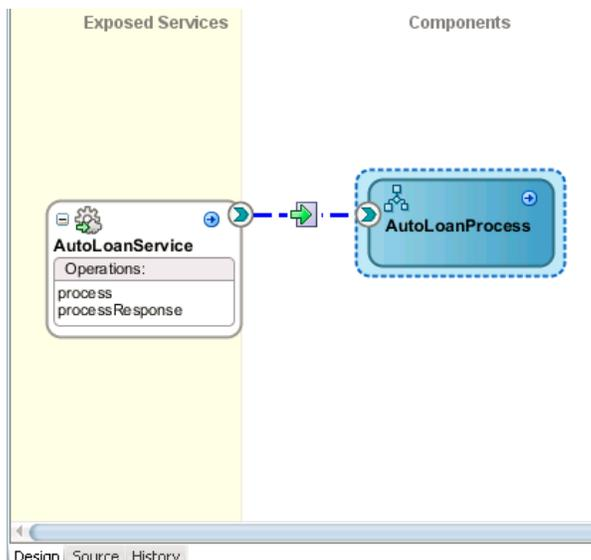 Exposed Services
Components
AutoLoanService
Operations:
process
processResponse
AutoLoanProcess
Design Source History